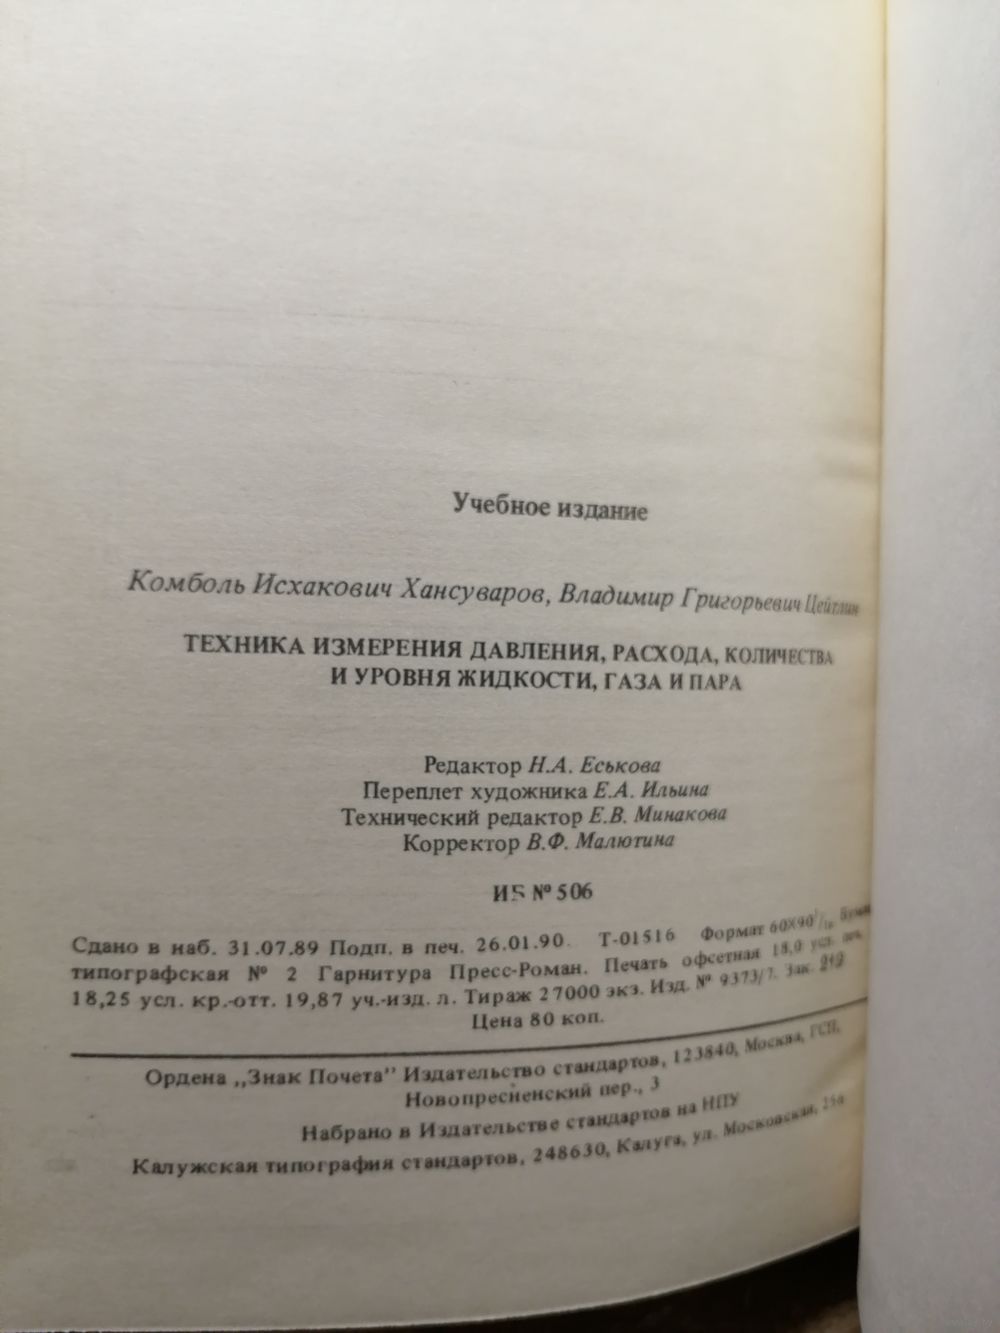 Учебное издание
Комболь Исхакович Хансуваров, Владимир Григорьевич Цейтлин
ТЕХНИКА ИЗМЕРЕНИЯ ДАВЛЕНИЯ, РАСХОДА, КОЛИЧЕСТВА
И УРОВНЯ ЖИДКОСТИ, ГАЗА И ПАРА
Редактор Н.А. Еськова
Переплет художника Е.А. Ильина
Технический редактор Е.В. Минакова
Корректор В.Ф. Малютина
ИБ № 506
Сдано в наб. 31.07.89 Подп. в печ. 26.01.90. Т-01516 Формат 60X90 1/16
типографская № 2 Гарнитура Пресс-Роман. Печать офсетная 18,0 усл. печ.
18,25 усл. кр.-отт. 19,87 уч.-изд. л. Тираж 27000 экз. Изд. № 9373/7. Зак.
Цена 80 коп.
Ордена „Знак Почета" Издательство стандартов, 123840, Москва, ГСП,
Новопресненский пер., 3
Набрано в Издательстве стандартов на НПУ
Калужская типография стандартов, 248630, Калуга, ул. Московская, 256